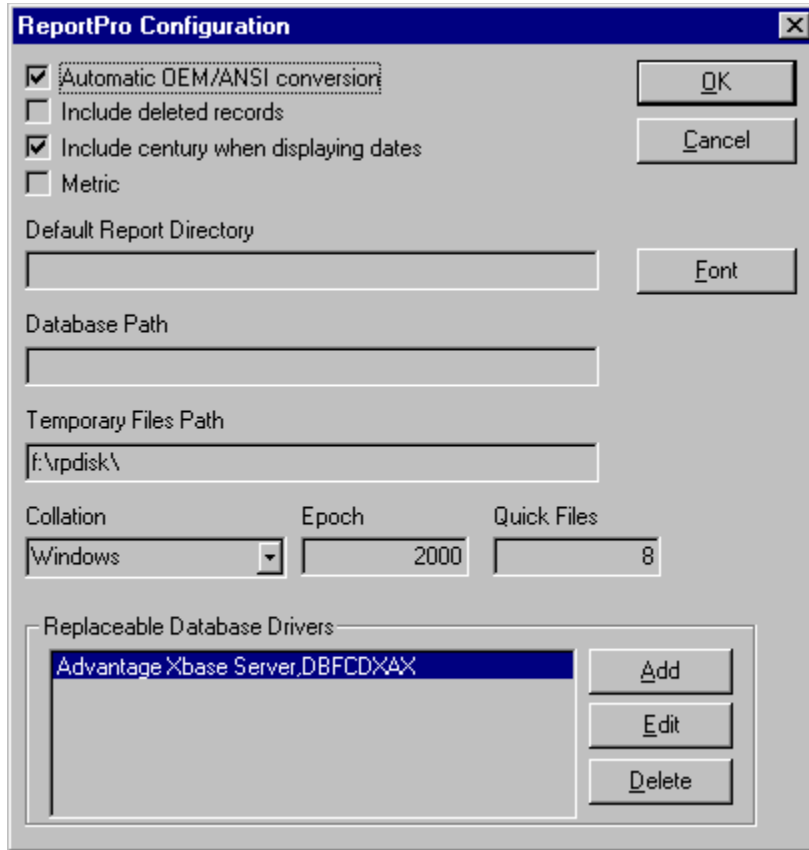 ReportPro Configuration
Automatic OEM/ANSI conversion
OK
Include deleted records
Include century when displaying dates
Cancel
Metric
Default Report Directory
Font
Database Path
Temporary Files Path
f:\rpdisk\
Collation Epoch Quick Files
Windows 2000 8
Replaceable Database Drivers
Advantage Xbase Server,DBFCDXAX
Add
Edit
Delete